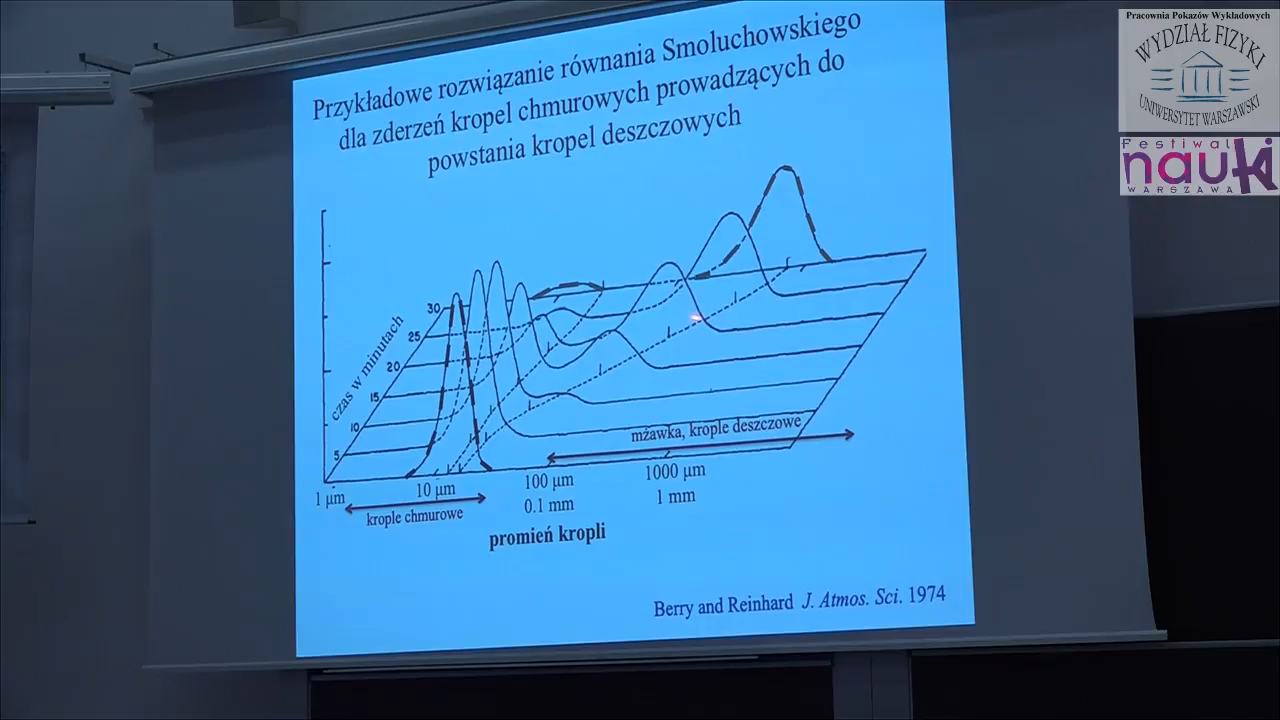 Przykładowe rozwiązanie równania Smoluchowskiego
dla zderzeń kropel chmurowych prowadzących do
powstania kropel deszczowych
czas w minutach
30
25
20
15
10
5
mżawka, krople deszczowe
1 µm
10 µm
100 µm
1000 µm
0.1 mm
1 mm
krople chmurowe
promień kropli
Berry and Reinhard J. Atmos. Sci. 1974
Pracownia Pokazów Wykładowych
WYDZIAŁ FIZYKI
UNIWERSYTET WARSZAWSKI
Festiwal
nauki
WARSZAWA